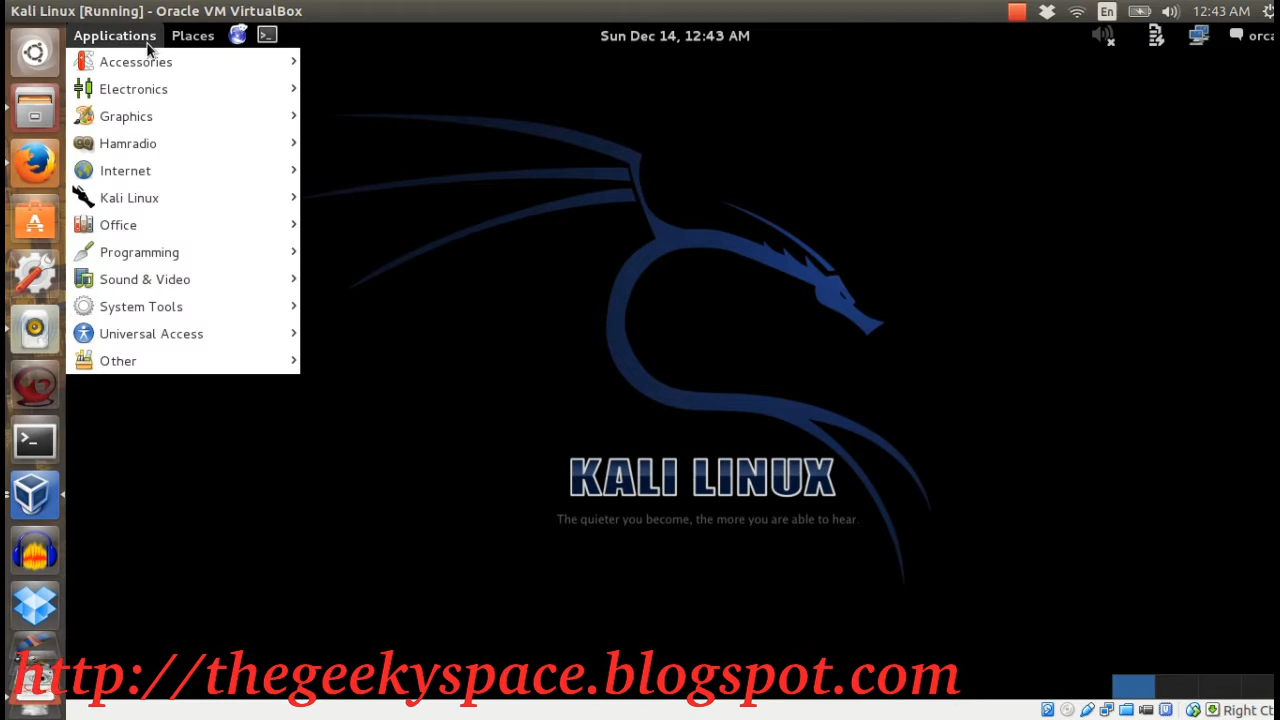 Kali Linux [Running] - Oracle VM VirtualBox
En
12:43 AM
Applications
Places
Sun Dec 14, 12:43 AM
orca
Accessories
Electronics
Graphics
Hamradio
Internet
Kali Linux
Office
Programming
Sound & Video
System Tools
Universal Access
Other
KALI LINUX
The quieter you become, the more you are able to hear.
http://thegeekyspace.blogspot.com
Right Ct